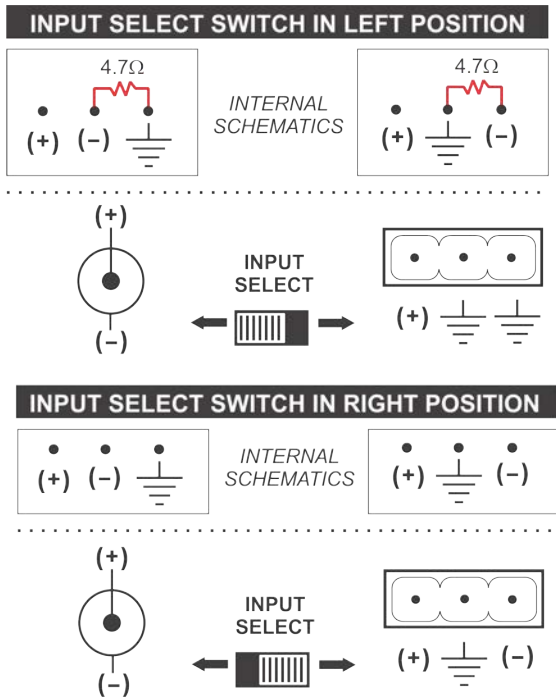 INPUT SELECT SWITCH IN LEFT POSITION
4.7Ω
4.7Ω
INTERNAL
SCHEMATICS
(+) (−)
(+) (−)
(+)
INPUT
SELECT
(−)
(+)
INPUT SELECT SWITCH IN RIGHT POSITION
INTERNAL
SCHEMATICS
(+) (−)
(+) (−)
(+)
INPUT
SELECT
(−)
(+) (−)